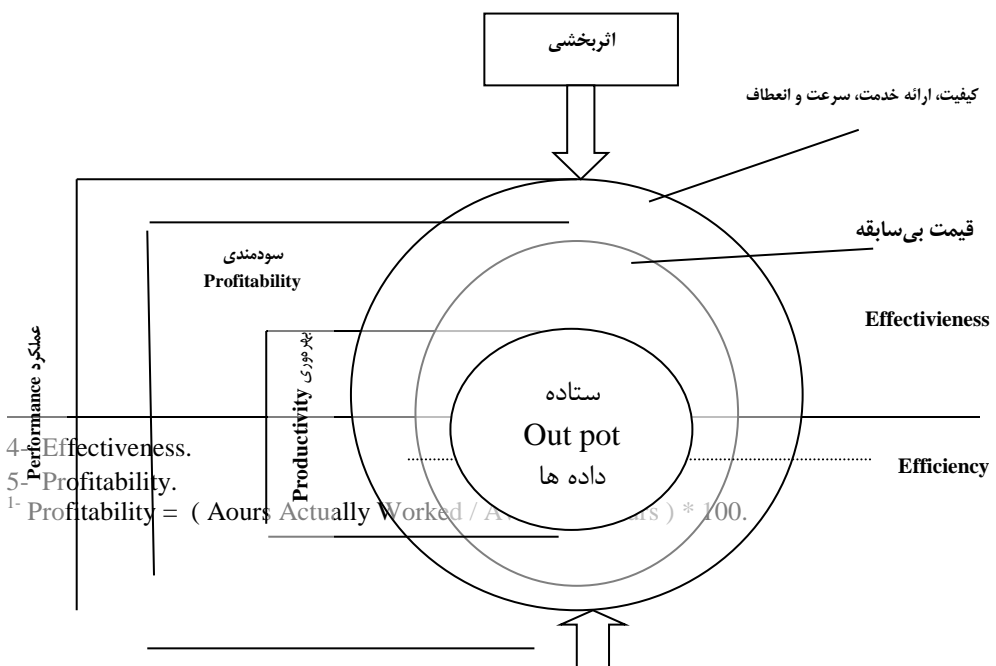 اثربخشی
کیفیت، ارائه خدمت، سرعت و انعطاف
قیمت بی‌سابقه
سودمندی
Profitability
Effectivieness
عملکرد Performance
بهره‌وری Productivity
ستاده
Out pot
داده ها
Efficiency
4- Effectiveness.
5- Profitability.
1- Profitability = ( Aours Actually Worked / A ) * 100.